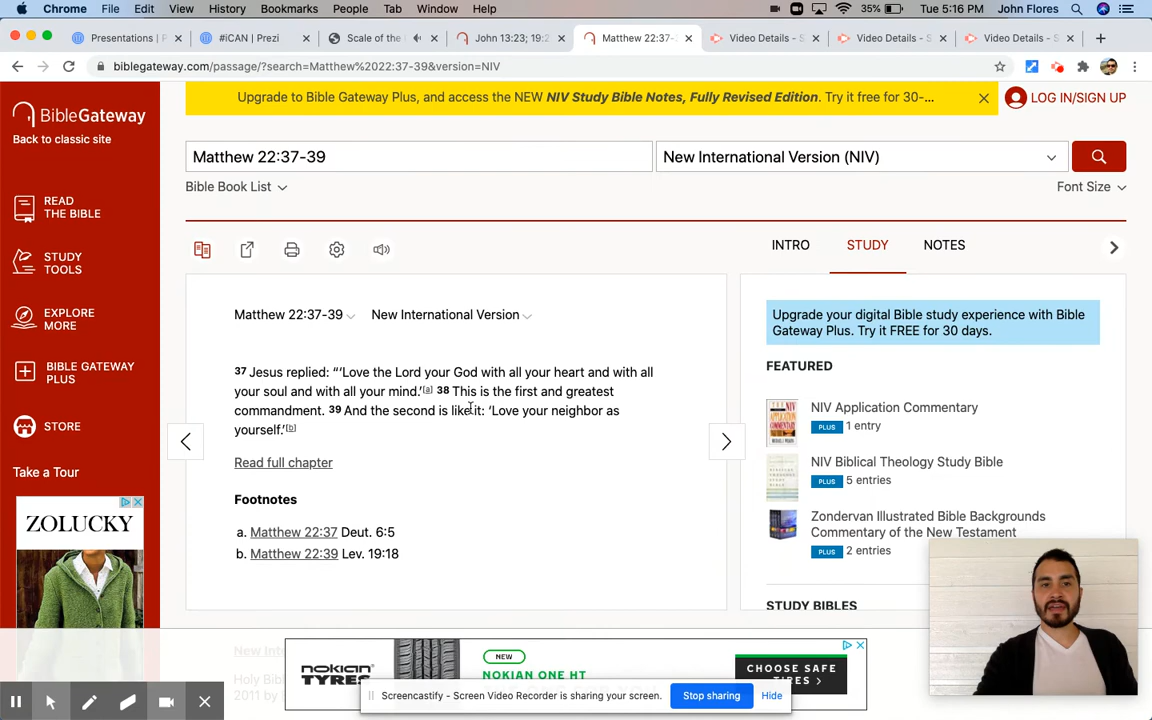 Chrome File Edit View History Bookmarks People Tab Window Help 35% Tue 5:16 PM John Flores
Presentations | P #iCAN | Prezi Scale of the John 13:23; 19:2 Matthew 22:37- Video Details - S Video Details - S Video Details - S
biblegateway.com/passage/?search=Matthew%2022:37-39&version=NIV
Upgrade to Bible Gateway Plus, and access the NEW NIV Study Bible Notes, Fully Revised Edition. Try it free for 30-...
LOG IN/SIGN UP
BibleGateway
Back to classic site
READ
THE BIBLE
STUDY
TOOLS
EXPLORE
MORE
BIBLE GATEWAY
PLUS
STORE
Take a Tour
ZOLUCKY
Matthew 22:37-39
New International Version (NIV)
Bible Book List
Font Size
Matthew 22:37-39 New International Version
37 Jesus replied: “‘Love the Lord your God with all your heart and with all
your soul and with all your mind.’[a] 38 This is the first and greatest
commandment. 39 And the second is like it: ‘Love your neighbor as
yourself.’[b]
Read full chapter
Footnotes
a. Matthew 22:37 Deut. 6:5
b. Matthew 22:39 Lev. 19:18
INTRO STUDY NOTES
Upgrade your digital Bible study experience with Bible
Gateway Plus. Try it FREE for 30 days.
FEATURED
NIV Application Commentary
PLUS 1 entry
NIV Biblical Theology Study Bible
PLUS 5 entries
Zondervan Illustrated Bible Backgrounds
Commentary of the New Testament
PLUS 2 entries
STUDY BIBLES
New Inte
Holy Bib
2011 by
nokian
TYRES
NEW
NOKIAN ONE HT
CHOOSE SAFE
TIRES >
Screencastify - Screen Video Recorder is sharing your screen.
Stop sharing
Hide